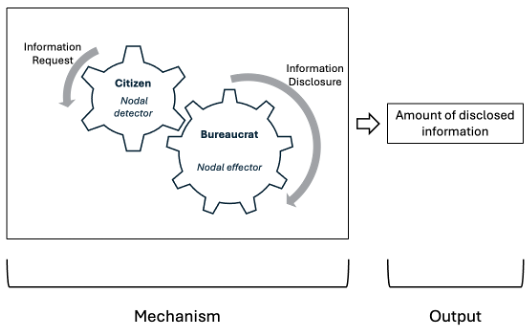 Information
Request
Citizen
Nodal
detector
Information
Disclosure
Bureaucrat
Nodal effector
Amount of disclosed
information
Mechanism
Output